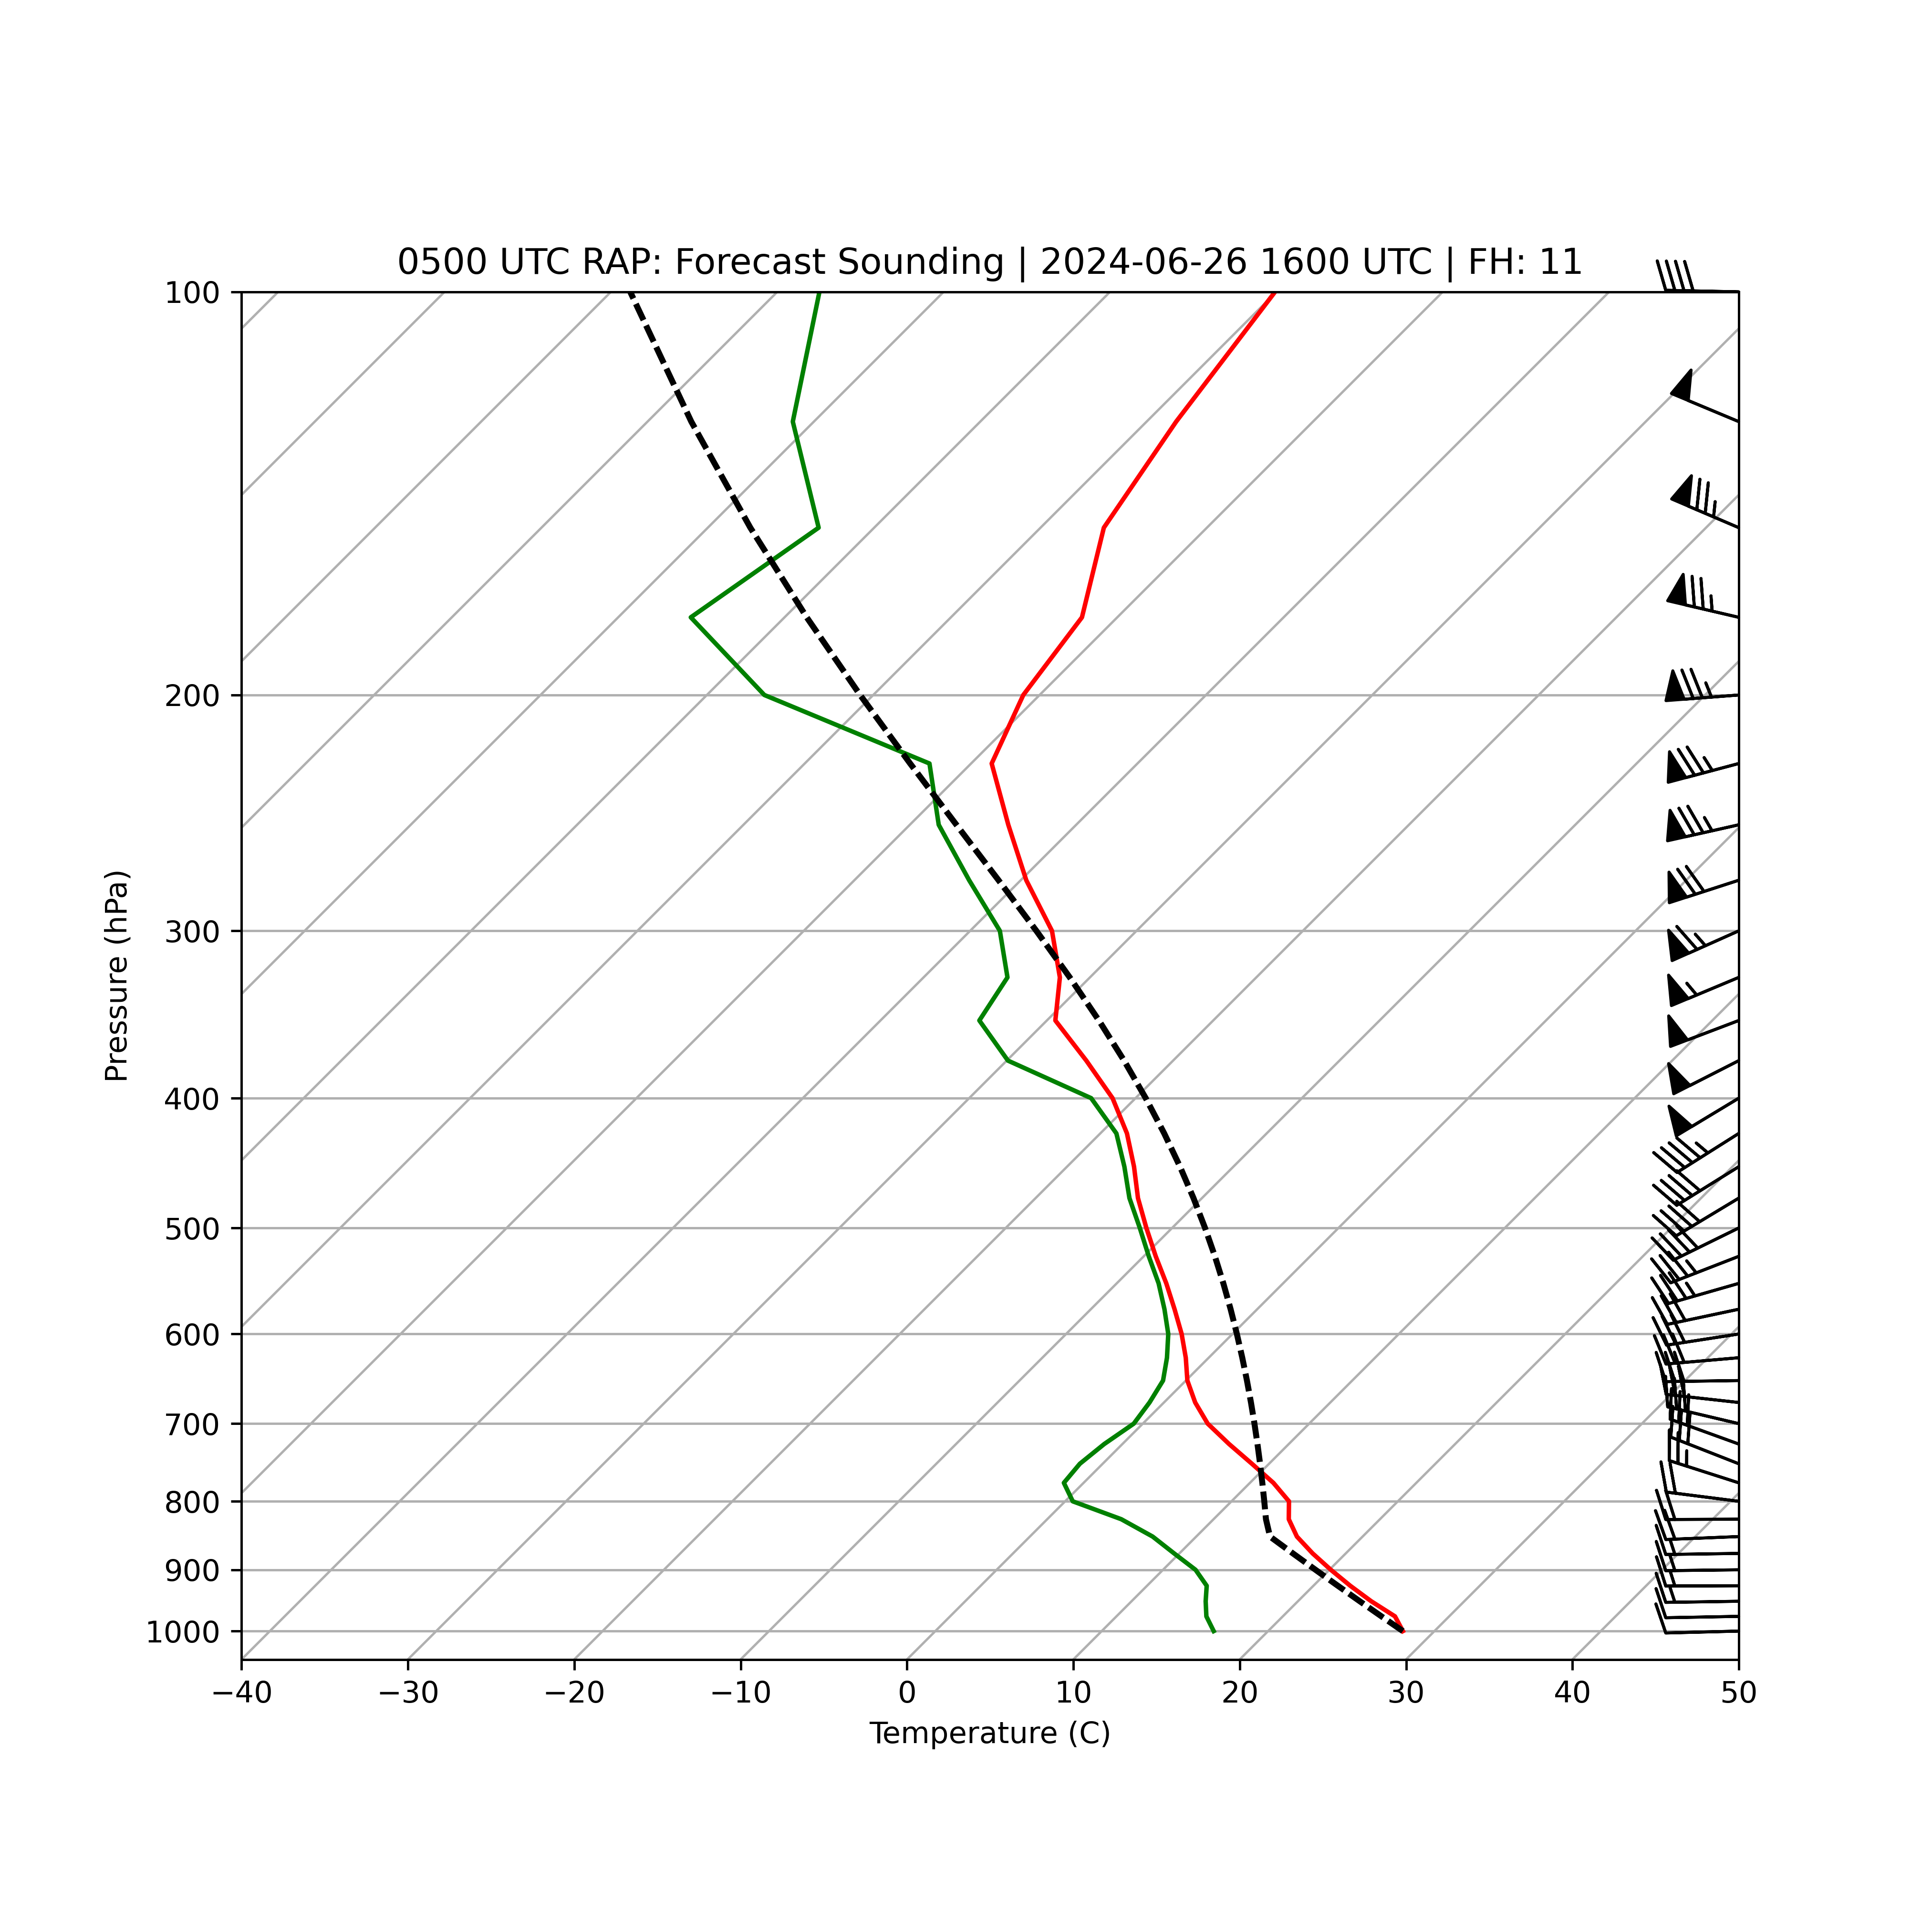 0500 UTC RAP: Forecast Sounding | 2024-06-26 1600 UTC | FH: 11
100
200
300
400
500
600
700
800
900
1000
Pressure (hPa)
−40 −30 −20 −10 0 10 20 30 40 50
Temperature (C)